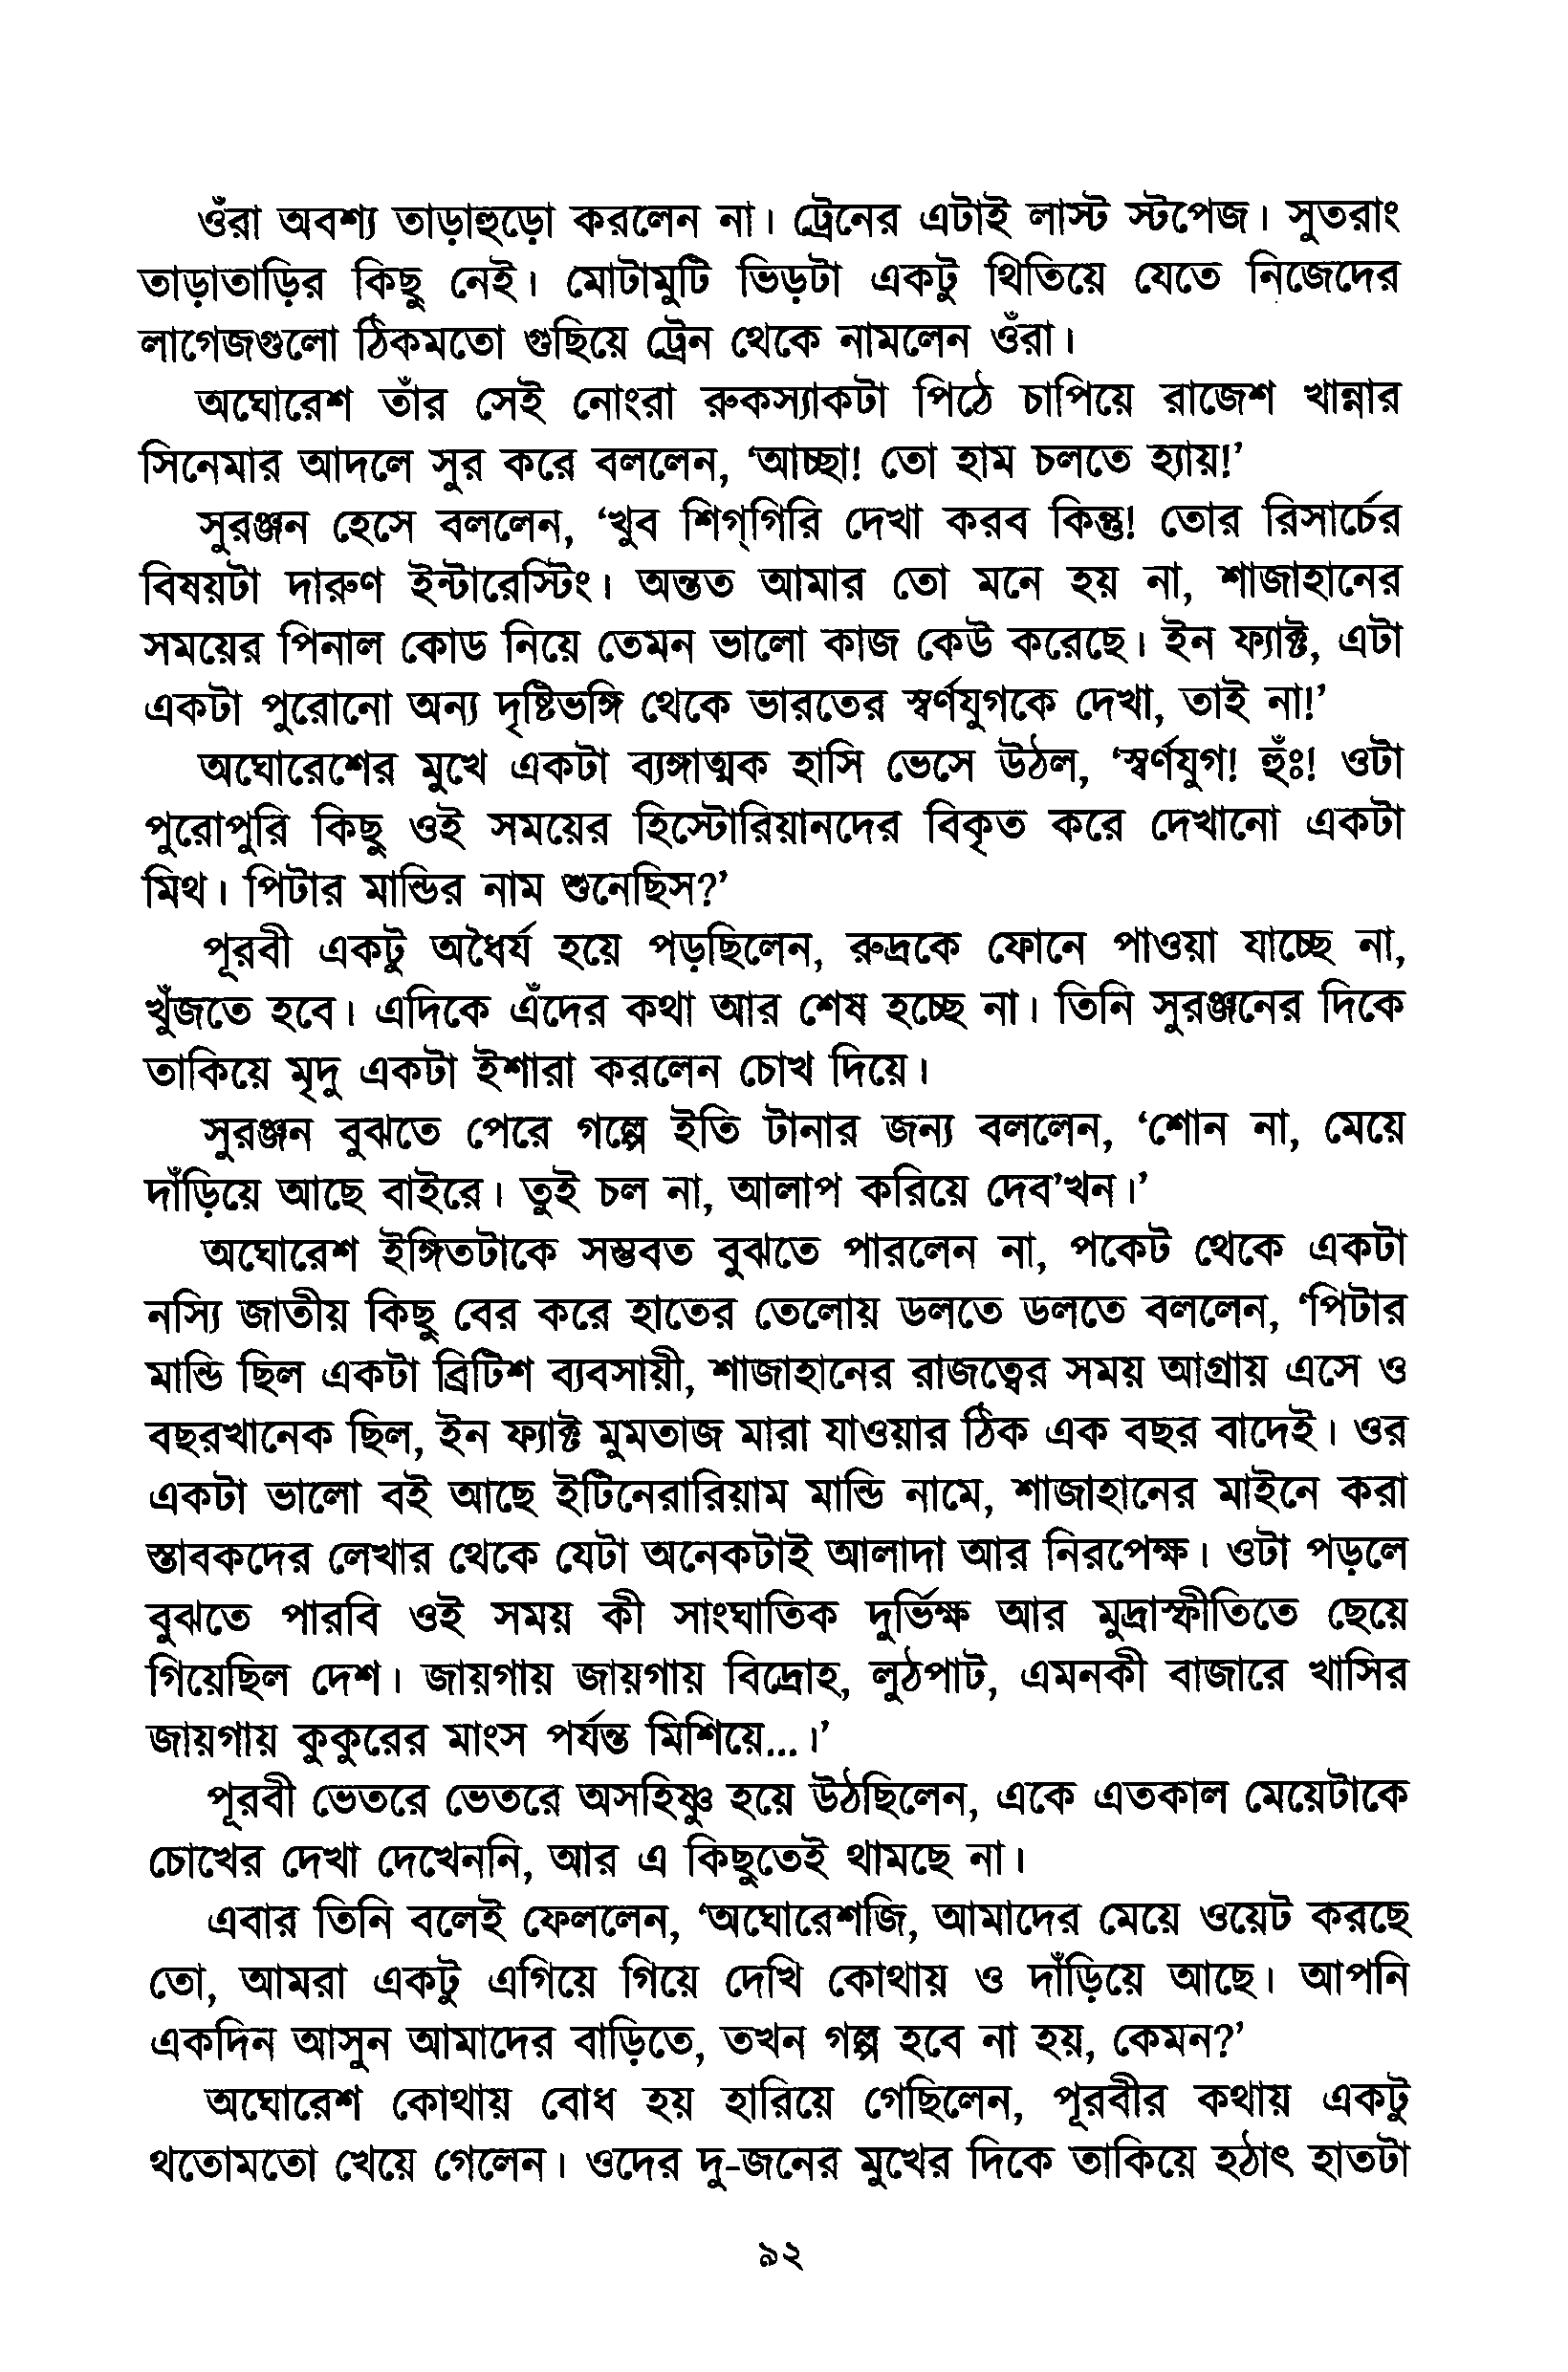 ওঁরা অবশ্য তাড়াহুড়ো করলেন না। ট্রেনের এটাই লাস্ট স্টপেজ। সুতরাং
তাড়াতাড়ির কিছু নেই। মোটামুটি ভিড়টা একটু থিতিয়ে যেতে নিজেদের
লাগেজগুলো ঠিকমতো গুছিয়ে ট্রেন থেকে নামলেন ওঁরা।
অঘোরেশ তাঁর সেই নোংরা রুকস্যাকটা পিঠে চাপিয়ে রাজেশ খান্নার
সিনেমার আদলে সুর করে বললেন, ‘আচ্ছা! তো হাম চলতে হ্যায়!’
সুরঞ্জন হেসে বললেন, ‘খুব শিগ্‌গিরি দেখা করব কিন্তু! তোর রিসার্চের
বিষয়টা দারুণ ইন্টারেস্টিং। অন্তত আমার তো মনে হয় না, শাজাহানের
সময়ের পিনাল কোড নিয়ে তেমন ভালো কাজ কেউ করেছে। ইন ফ্যাক্ট, এটা
একটা পুরোনো অন্য দৃষ্টিভঙ্গি থেকে ভারতের স্বর্ণযুগকে দেখা, তাই না!’
অঘোরেশের মুখে একটা ব্যঙ্গাত্মক হাসি ভেসে উঠল, ‘স্বর্ণযুগ! হুঁঃ! ওটা
পুরোপুরি কিছু ওই সময়ের হিস্টোরিয়ানদের বিকৃত করে দেখানো একটা
মিথ। পিটার মান্ডির নাম শুনেছিস?’
পূরবী একটু অধৈর্য হয়ে পড়ছিলেন, রুদ্রকে ফোনে পাওয়া যাচ্ছে না,
খুঁজতে হবে। এদিকে এঁদের কথা আর শেষ হচ্ছে না। তিনি সুরঞ্জনের দিকে
তাকিয়ে মৃদু একটা ইশারা করলেন চোখ দিয়ে।
সুরঞ্জন বুঝতে পেরে গল্পে ইতি টানার জন্য বললেন, ‘শোন না, মেয়ে
দাঁড়িয়ে আছে বাইরে। তুই চল না, আলাপ করিয়ে দেব’খন।’
অঘোরেশ ইঙ্গিতটাকে সম্ভবত বুঝতে পারলেন না, পকেট থেকে একটা
নস্যি জাতীয় কিছু বের করে হাতের তেলোয় ডলতে ডলতে বললেন, ‘পিটার
মান্ডি ছিল একটা ব্রিটিশ ব্যবসায়ী, শাজাহানের রাজত্বের সময় আগ্রায় এসে ও
বছরখানেক ছিল, ইন ফ্যাক্ট মুমতাজ মারা যাওয়ার ঠিক এক বছর বাদেই। ওর
একটা ভালো বই আছে ইটিনেরারিয়াম মান্ডি নামে, শাজাহানের মাইনে করা
স্তাবকদের লেখার থেকে যেটা অনেকটাই আলাদা আর নিরপেক্ষ। ওটা পড়লে
বুঝতে পারবি ওই সময় কী সাংঘাতিক দুর্ভিক্ষ আর মুদ্রাস্ফীতিতে ছেয়ে
গিয়েছিল দেশ। জায়গায় জায়গায় বিদ্রোহ, লুঠপাট, এমনকী বাজারে খাসির
জায়গায় কুকুরের মাংস পর্যন্ত মিশিয়ে...।’
পূরবী ভেতরে ভেতরে অসহিষ্ণু হয়ে উঠছিলেন, একে এতকাল মেয়েটাকে
চোখের দেখা দেখেননি, আর এ কিছুতেই থামছে না।
এবার তিনি বলেই ফেললেন, ‘অঘোরেশজি, আমাদের মেয়ে ওয়েট করছে
তো, আমরা একটু এগিয়ে গিয়ে দেখি কোথায় ও দাঁড়িয়ে আছে। আপনি
একদিন আসুন আমাদের বাড়িতে, তখন গল্প হবে না হয়, কেমন?’
অঘোরেশ কোথায় বোধ হয় হারিয়ে গেছিলেন, পূরবীর কথায় একটু
থতোমতো খেয়ে গেলেন। ওদের দু-জনের মুখের দিকে তাকিয়ে হঠাৎ হাতটা
৯২